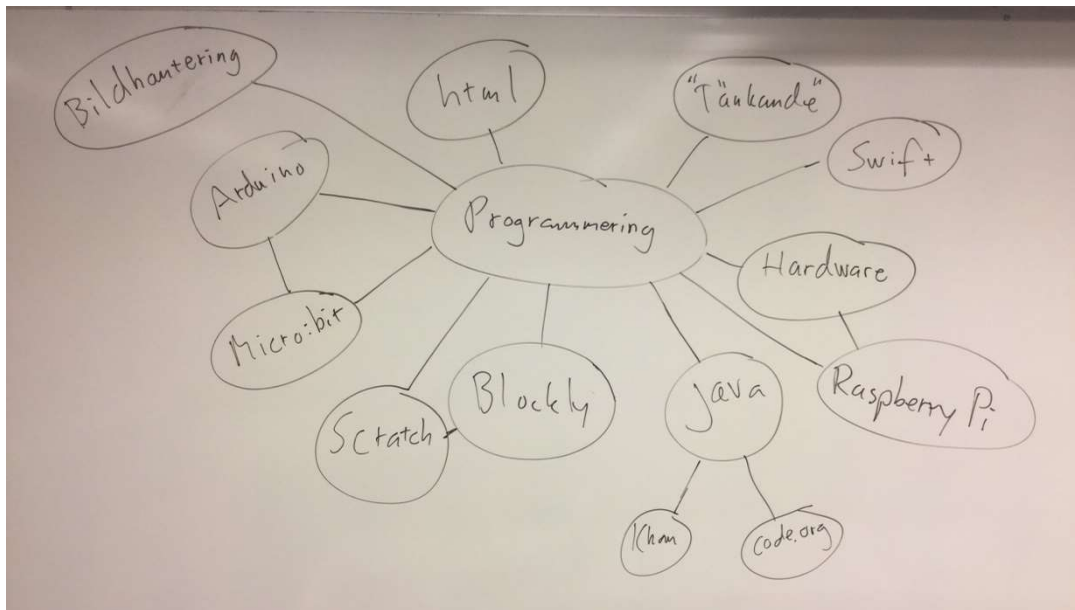 Bildhantering
html
"Tänkande"
Swift
Arduino
Programmering
Hardware
Micro:bit
Scratch
Blockly
Java
Raspberry Pi
Khan
code.org